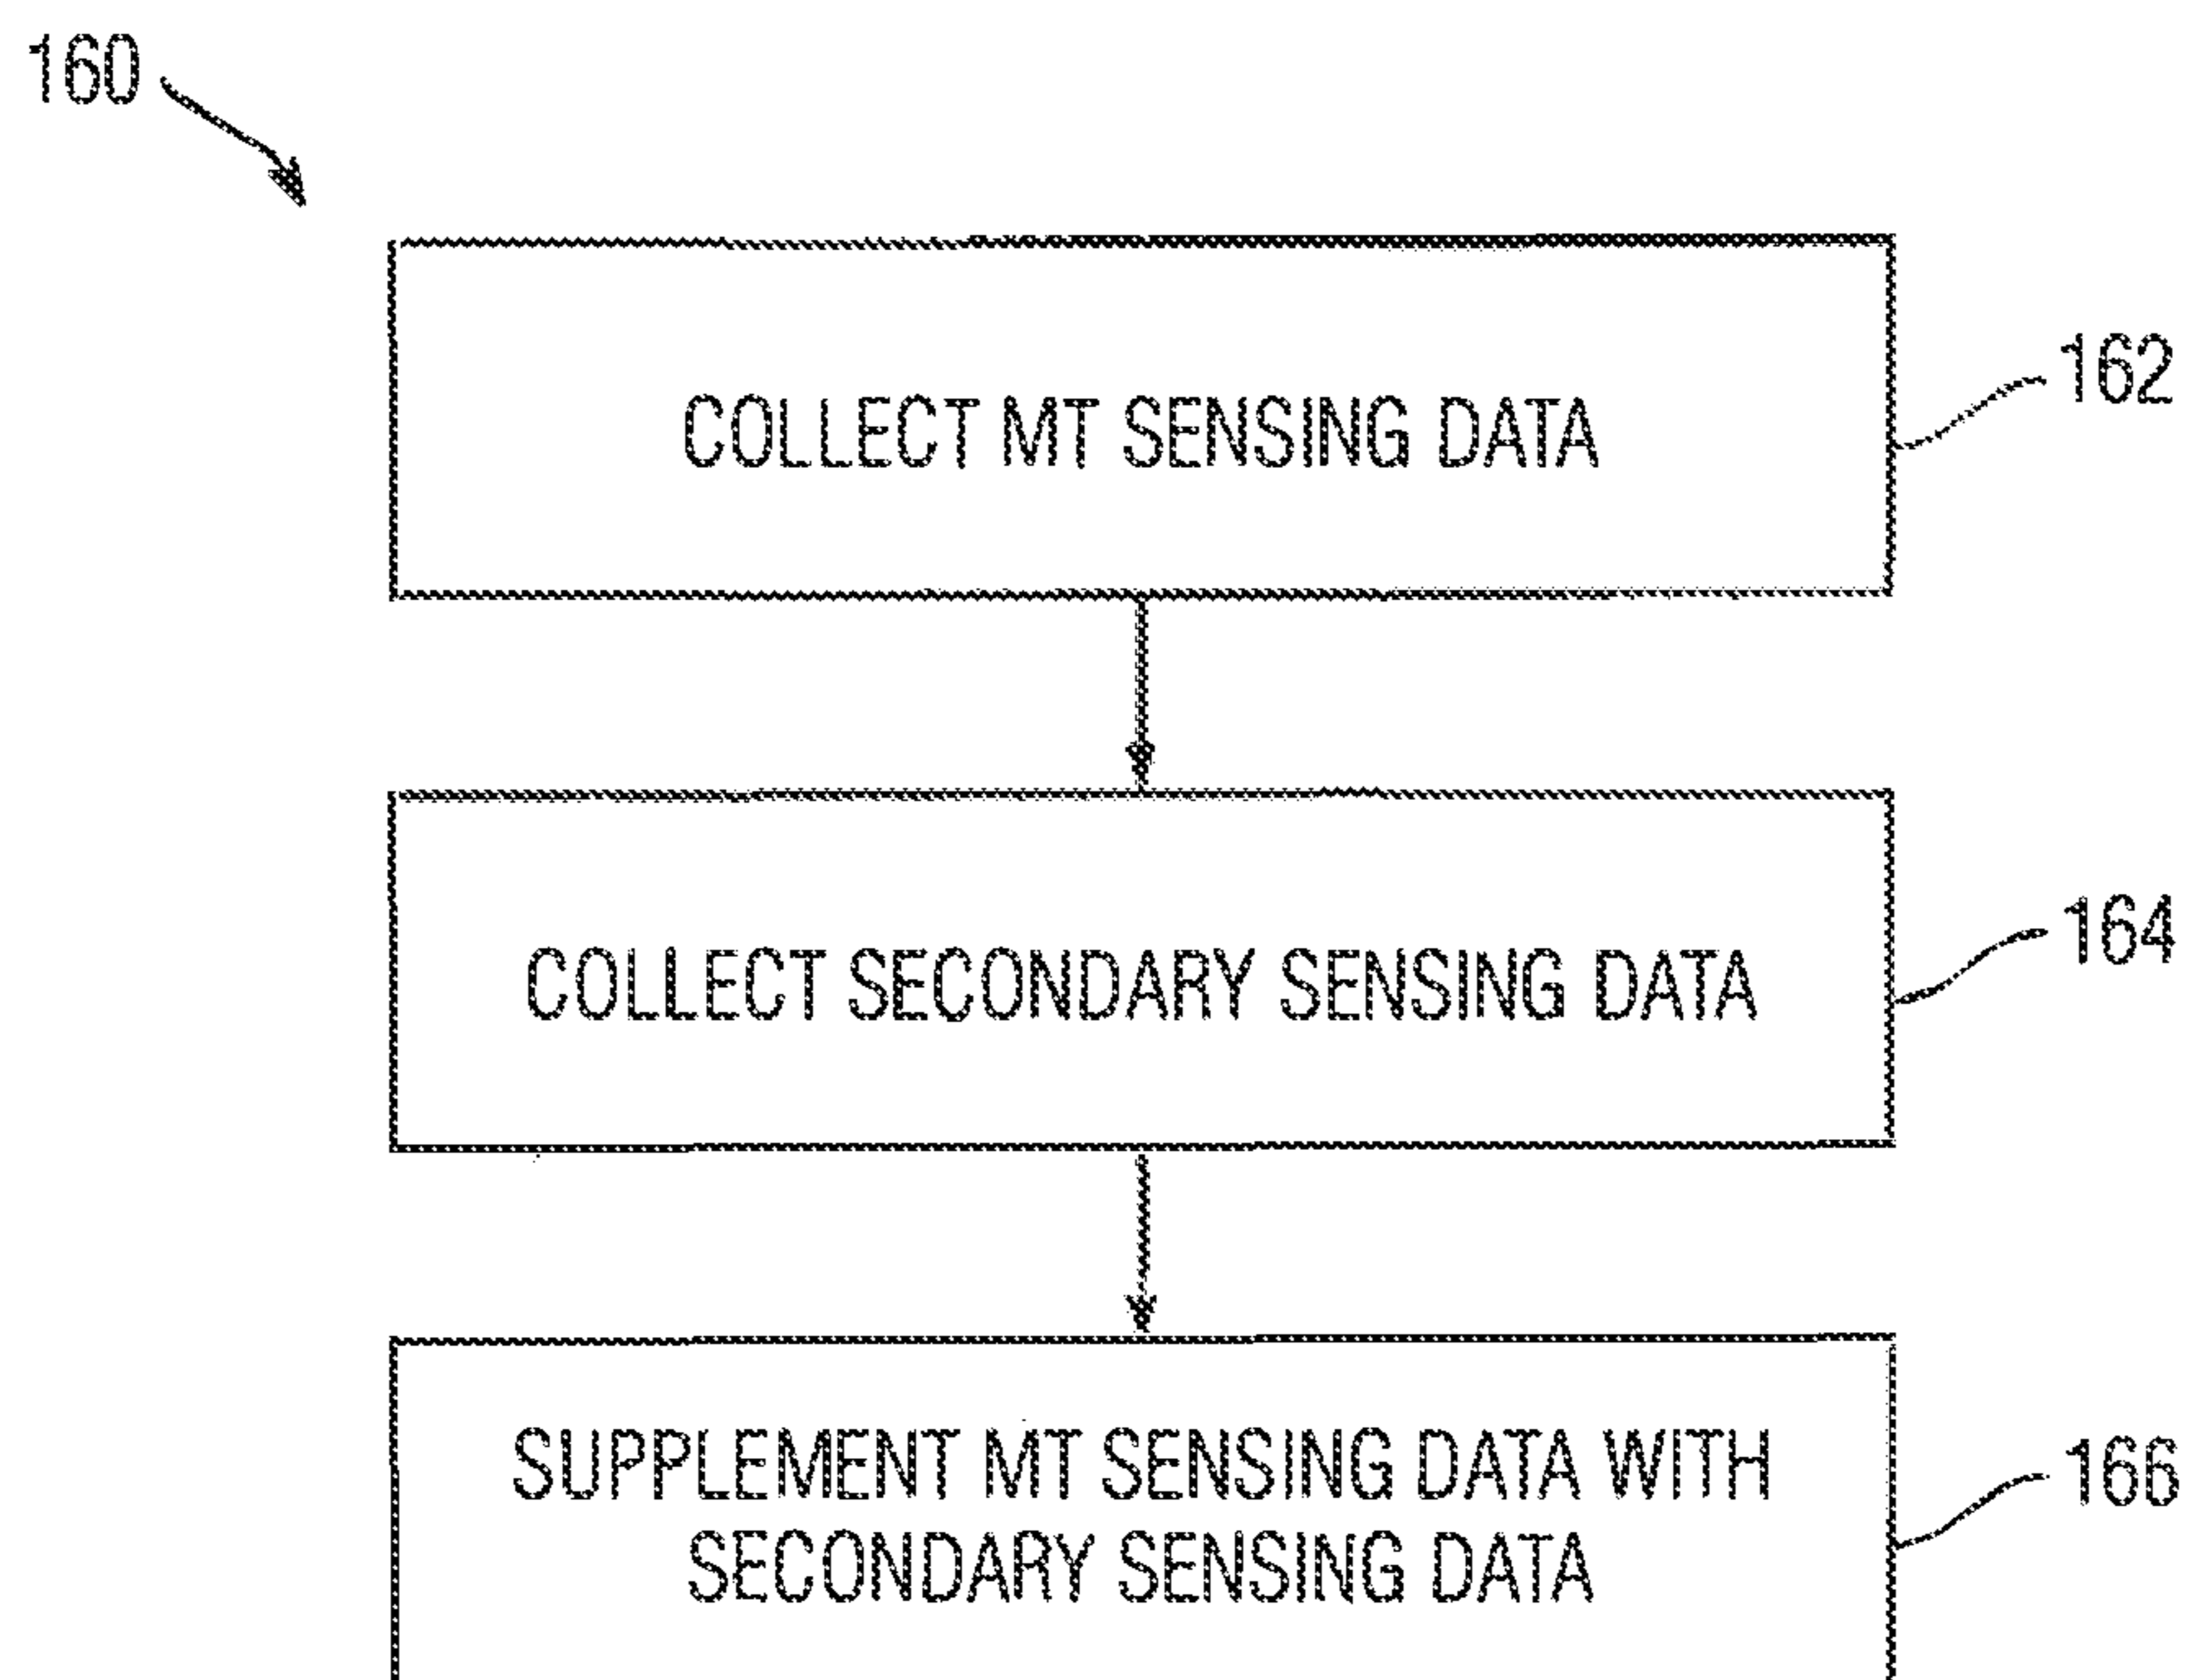 160
COLLECT MT SENSING DATA
162
COLLECT SECONDARY SENSING DATA
164
SUPPLEMENT MT SENSING DATA WITH
SECONDARY SENSING DATA
166